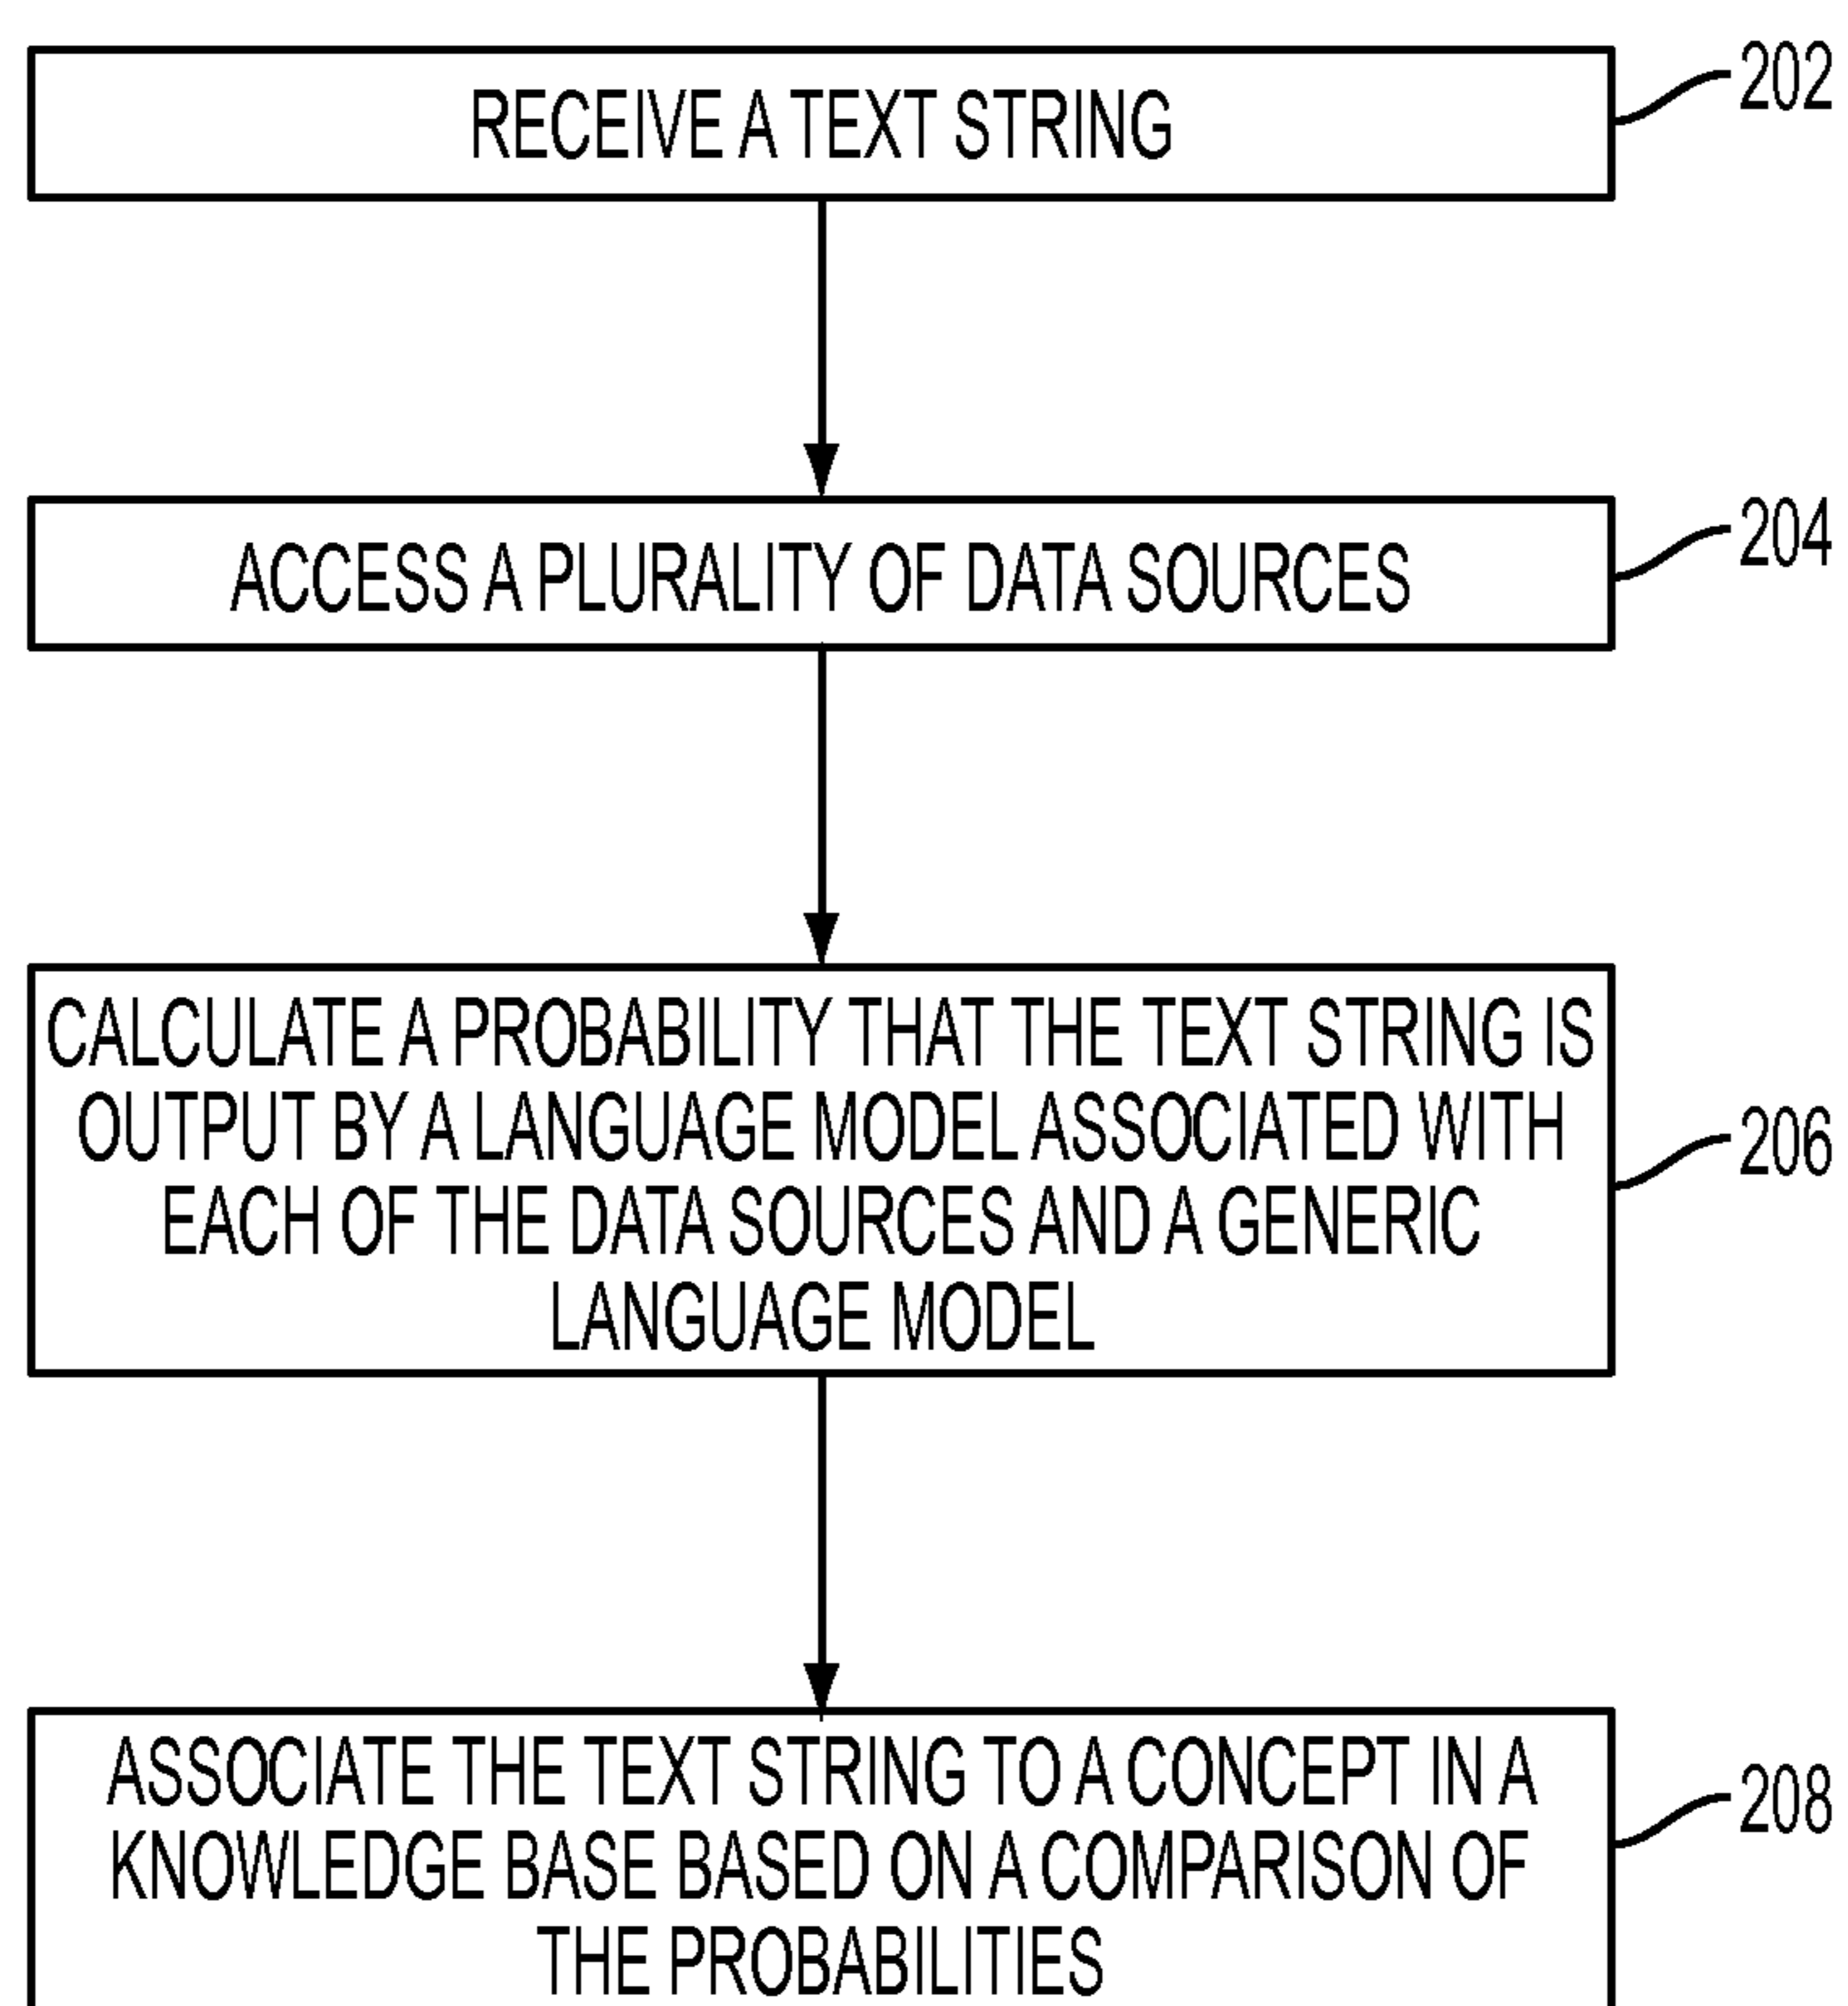 RECEIVE A TEXT STRING
202
ACCESS A PLURALITY OF DATA SOURCES
204
CALCULATE A PROBABILITY THAT THE TEXT STRING IS
OUTPUT BY A LANGUAGE MODEL ASSOCIATED WITH
EACH OF THE DATA SOURCES AND A GENERIC
LANGUAGE MODEL
206
ASSOCIATE THE TEXT STRING TO A CONCEPT IN A
KNOWLEDGE BASE BASED ON A COMPARISON OF
THE PROBABILITIES
208